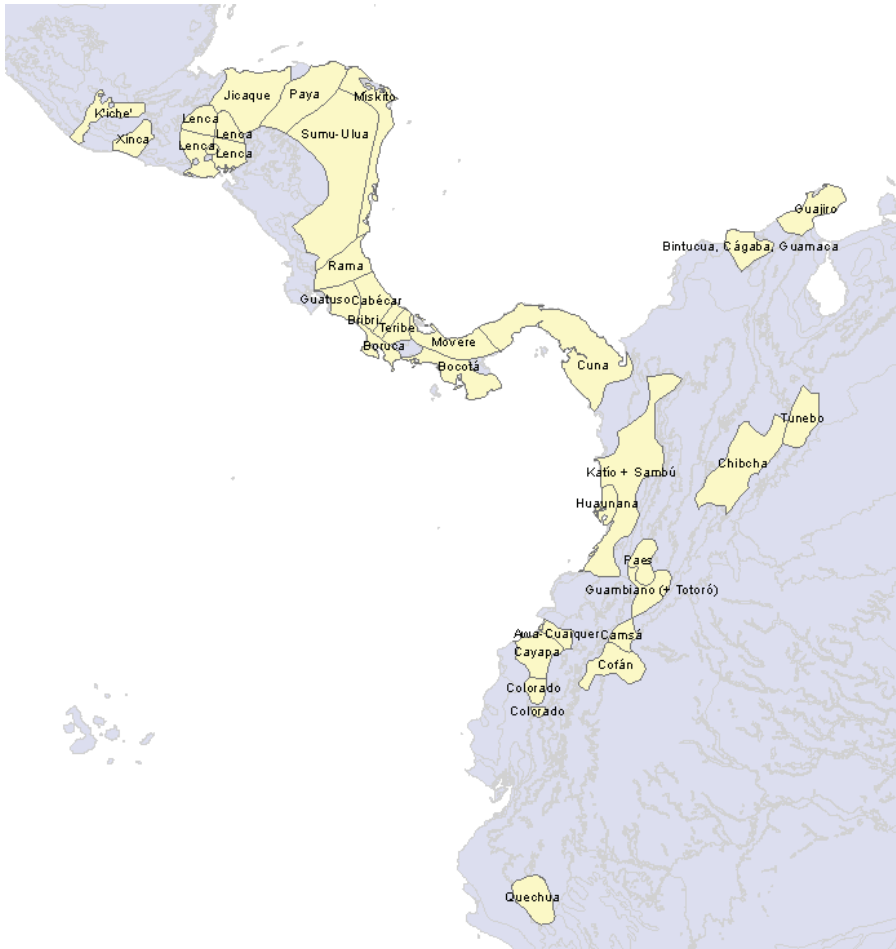 Jicaque
Paya
Miskito
K'iche'
Lenca
Xinca
Lenca
Sumu-Ulua
Lenca
Lenca
Guajiro
Bintucua, Cágaba, Guamaca
Rama
Guatuso
Cabécar
Bribri
Teribe
Boruca
Movere
Bocotá
Cuna
Tunebo
Chibcha
Katío + Sambú
Huaunana
Paes
Guambiano (+ Totoró)
Awa-Cuaiquer
Camsá
Cayapa
Cofán
Colorado
Colorado
Quechua